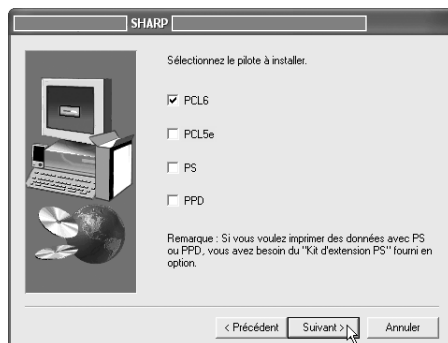 SHARP
Sélectionnez le pilote à installer.
PCL6
PCL5e
PS
PPD
Remarque : Si vous voulez imprimer des données avec PS
ou PPD, vous avez besoin du "Kit d'extension PS" fourni en
option.
< Précédent Suivant > Annuler